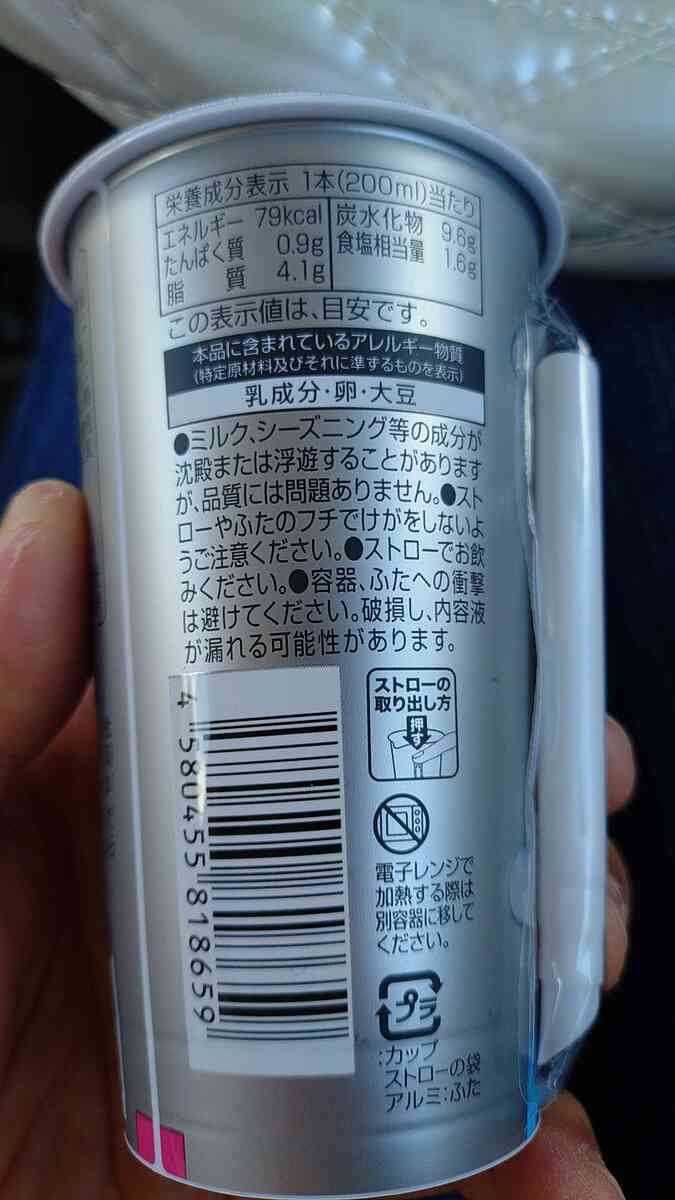 栄養成分表示 1本(200ml)当たり
エネルギー 79kcal
たんぱく質 0.9g
脂質 4.1g
炭水化物 9.6g
食塩相当量 1.6g
この表示値は、目安です。
本品に含まれているアレルギー物質
(特定原材料及びそれに準ずるものを表示)
乳成分・卵・大豆
●ミルク、シーズニング等の成分が
沈殿または浮遊することがあります
が、品質には問題ありません。●スト
ローやふたのフチでけがをしないよ
うご注意ください。●ストローでお飲
みください。●容器、ふたへの衝撃
は避けてください。破損し、内容液
が漏れる可能性があります。
4 580455 818659
ストローの
取り出し方
押す
電子レンジで
加熱する際は
別容器に移して
ください。
プラ
:カップ
ストローの袋
アルミ:ふた